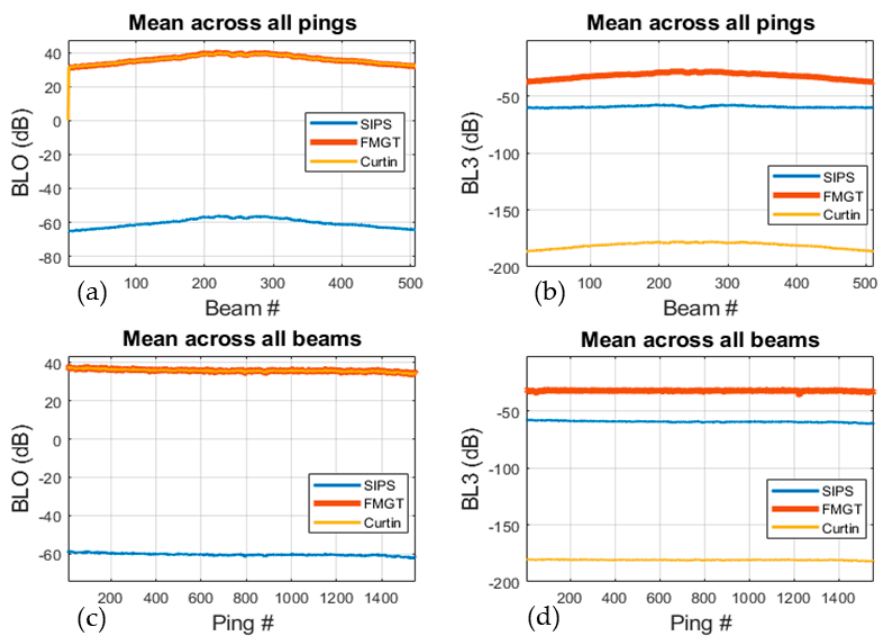 Mean across all pings
BLO (dB)
40
20
0
-20
-40
-60
-80
SIPS
FMGT
Curtin
100
200
300
400
500
(a)
Beam #
Mean across all pings
BL3 (dB)
-50
-100
-150
-200
SIPS
FMGT
Curtin
100
200
300
400
500
(b)
Beam #
Mean across all beams
BLO (dB)
40
20
0
-20
-40
-60
SIPS
FMGT
Curtin
200
400
600
800
1000
1200
1400
(c)
Ping #
Mean across all beams
BL3 (dB)
-50
-100
-150
-200
SIPS
FMGT
Curtin
200
400
600
800
1000
1200
1400
(d)
Ping #